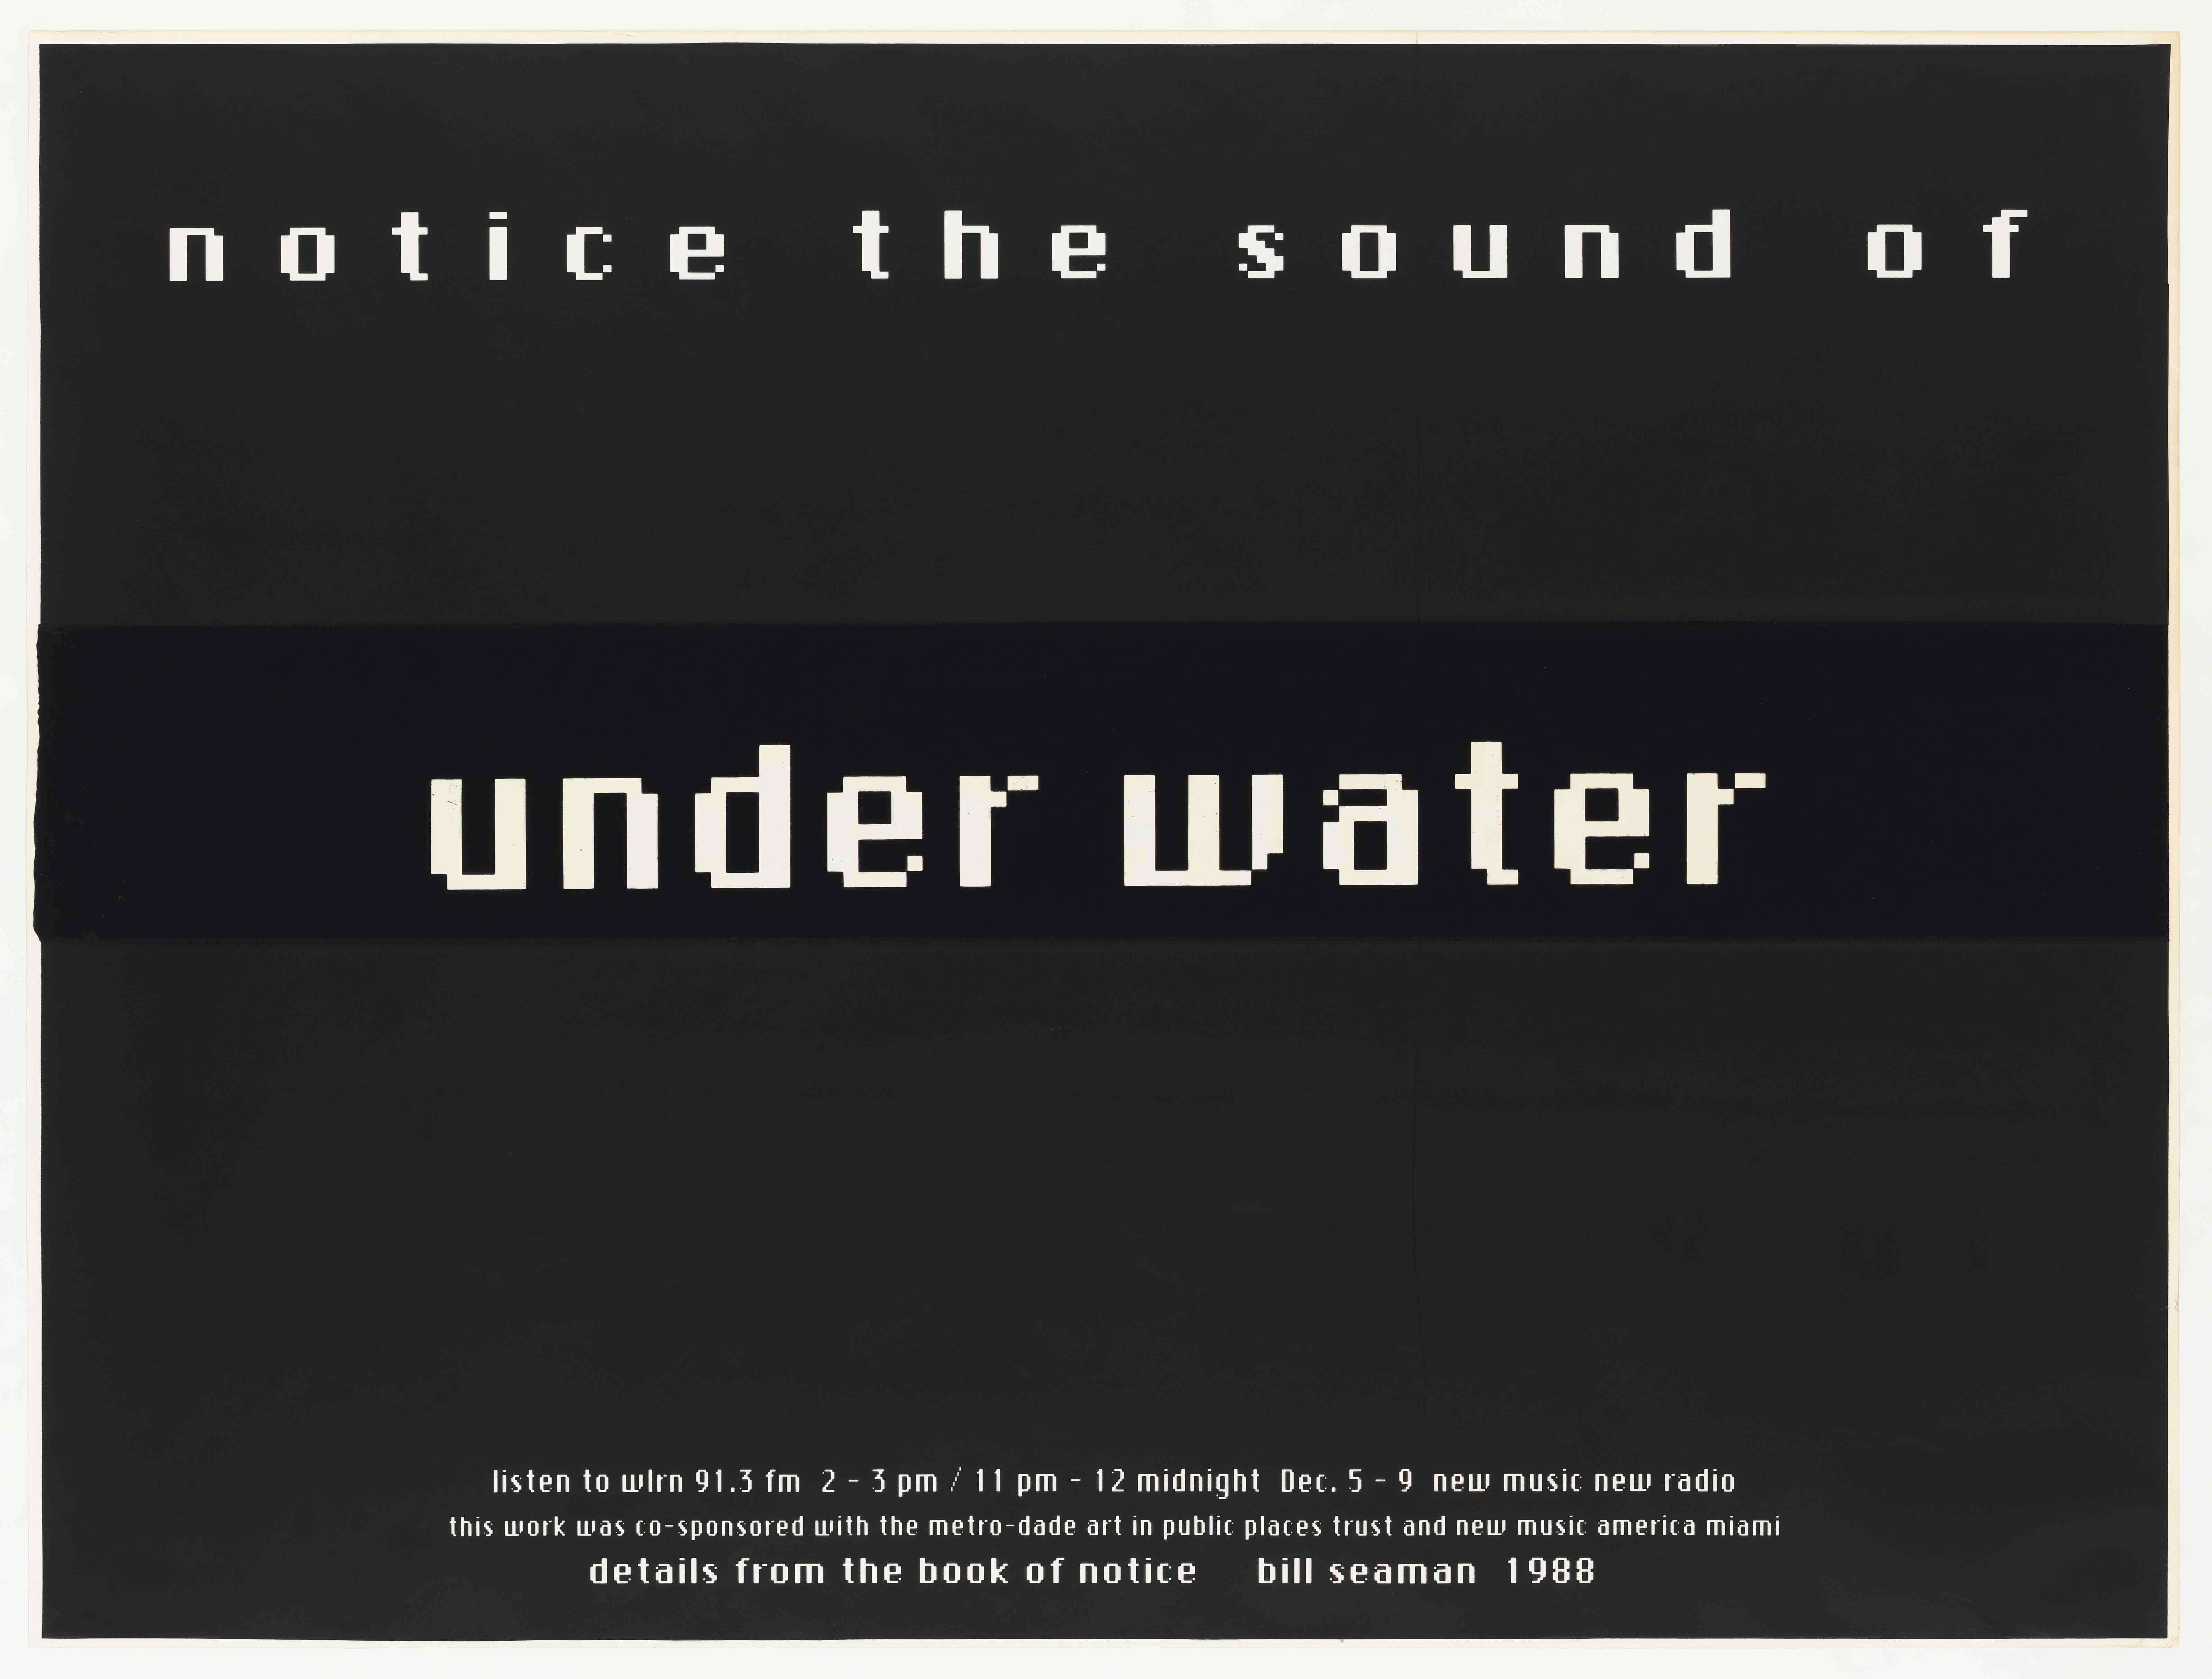 notice the sound of
under water
listen to wlrn 91.3 fm 2 - 3 pm / 11 pm - 12 midnight Dec. 5 - 9 new music new radio
this work was co-sponsored with the metro-dade art in public places trust and new music america miami
details from the book of notice bill seaman 1988